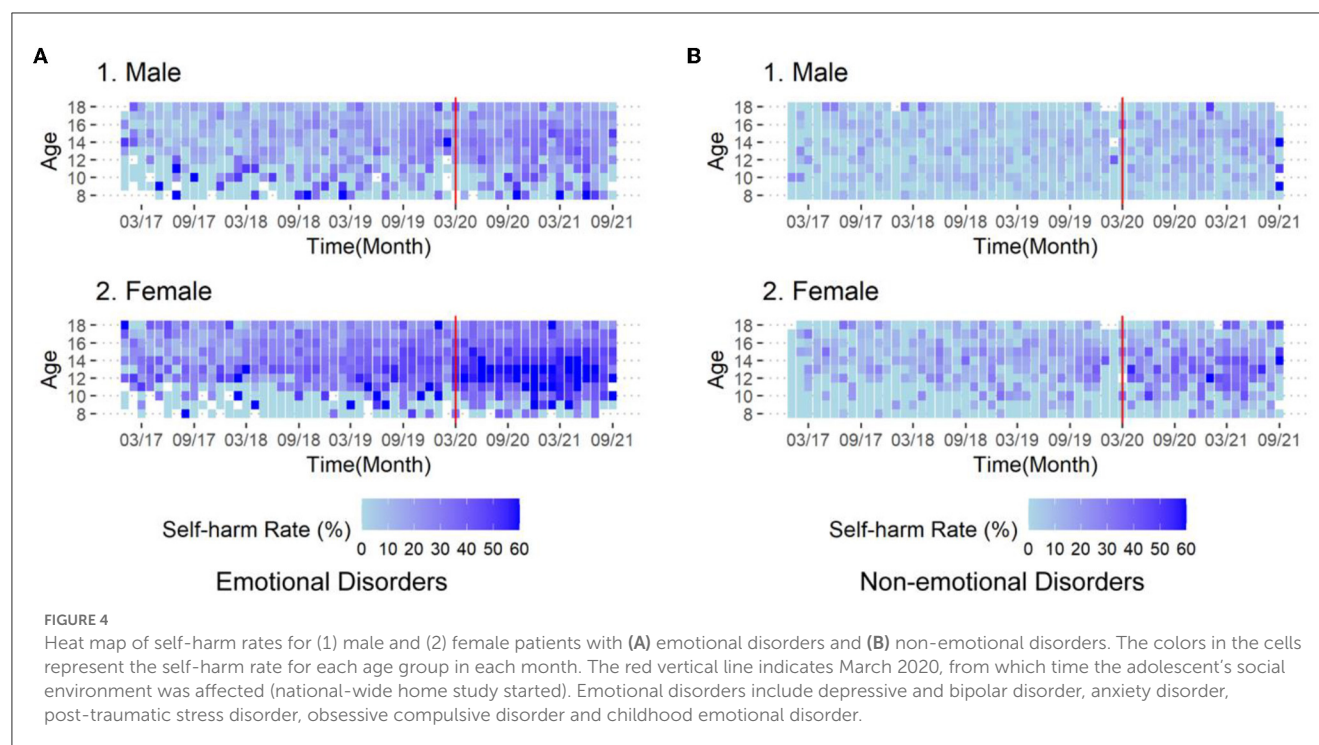 A
1. Male
18
16
14
12
10
8
Age
03/17 09/17 03/18 09/18 03/19 09/19 03/20 09/20 03/21 09/21
Time(Month)
2. Female
18
16
14
12
10
8
Age
03/17 09/17 03/18 09/18 03/19 09/19 03/20 09/20 03/21 09/21
Time(Month)
Self-harm Rate (%)
0 10 20 30 40 50 60
Emotional Disorders
B
1. Male
18
16
14
12
10
8
Age
03/17 09/17 03/18 09/18 03/19 09/19 03/20 09/20 03/21 09/21
Time(Month)
2. Female
18
16
14
12
10
8
Age
03/17 09/17 03/18 09/18 03/19 09/19 03/20 09/20 03/21 09/21
Time(Month)
Self-harm Rate (%)
0 10 20 30 40 50 60
Non-emotional Disorders
FIGURE 4
Heat map of self-harm rates for (1) male and (2) female patients with (A) emotional disorders and (B) non-emotional disorders. The colors in the cells
represent the self-harm rate for each age group in each month. The red vertical line indicates March 2020, from which time the adolescent's social
environment was affected (national-wide home study started). Emotional disorders include depressive and bipolar disorder, anxiety disorder,
post-traumatic stress disorder, obsessive compulsive disorder and childhood emotional disorder.